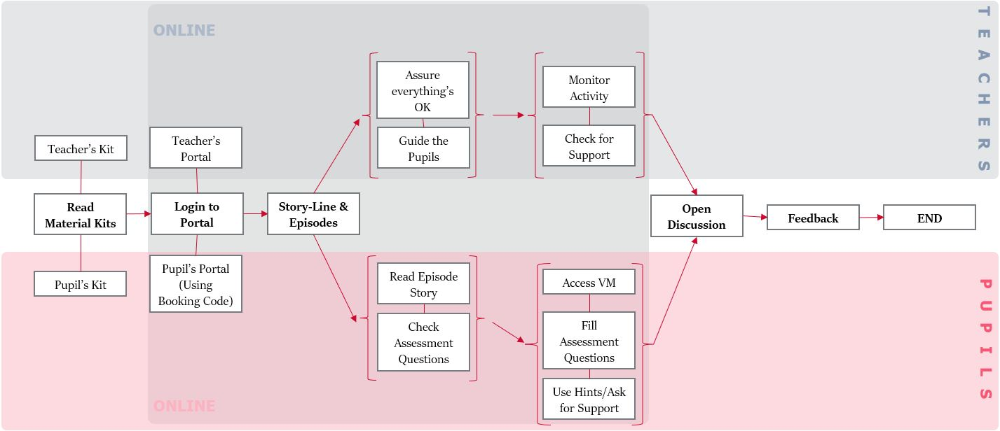 ONLINE
TEACHERS
Assure
everything's
OK
Guide the
Pupils
Monitor
Activity
Check for
Support
Teacher's Kit
Teacher's
Portal
Read
Material Kits
Login to
Portal
Story-Line &
Episodes
Open
Discussion
Feedback
END
Pupil's Kit
Pupil's Portal
(Using
Booking Code)
Read Episode
Story
Check
Assessment
Questions
Access VM
Fill
Assessment
Questions
Use Hints/Ask
for Support
PUPILS
ONLINE